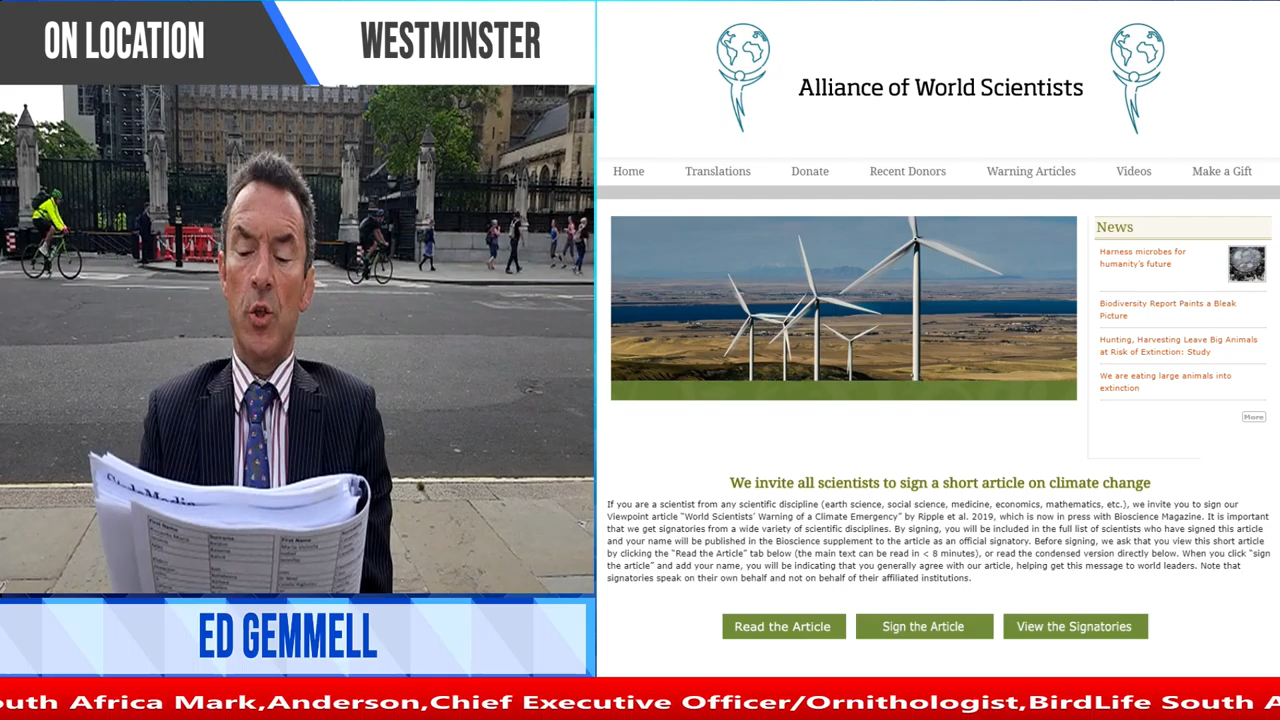 ON LOCATION
WESTMINSTER
Alliance of World Scientists
Home Translations Donate Recent Donors Warning Articles Videos Make a Gift
News
Harness microbes for
humanity's future
Biodiversity Report Paints a Bleak
Picture
Hunting, Harvesting Leave Big Animals
at Risk of Extinction: Study
We are eating large animals into
extinction
More
We invite all scientists to sign a short article on climate change
If you are a scientist from any scientific discipline (earth science, social science, medicine, economics, mathematics, etc.), we invite you to sign our
Viewpoint article "World Scientists' Warning of a Climate Emergency" by Ripple et al. 2019, which is now in press with Bioscience Magazine. It is important
that we get signatories from a wide variety of scientific disciplines. By signing, you will be included in the full list of scientists who have signed this article
and your name will be published in the Bioscience supplement to the article as an official signatory. Before signing, we ask that you view this short article
by clicking the "Read the Article" tab below (the main text can be read in < 8 minutes), or read the condensed version directly below. When you click "sign
the article" and add your name, you will be indicating that you generally agree with our article, helping get this message to world leaders. Note that
signatories speak on their own behalf and not on behalf of their affiliated institutions.
Read the Article Sign the Article View the Signatories
First Name
ED GEMMELL
outh Africa Mark,Anderson,Chief Executive Officer/Ornithologist,BirdLife South A